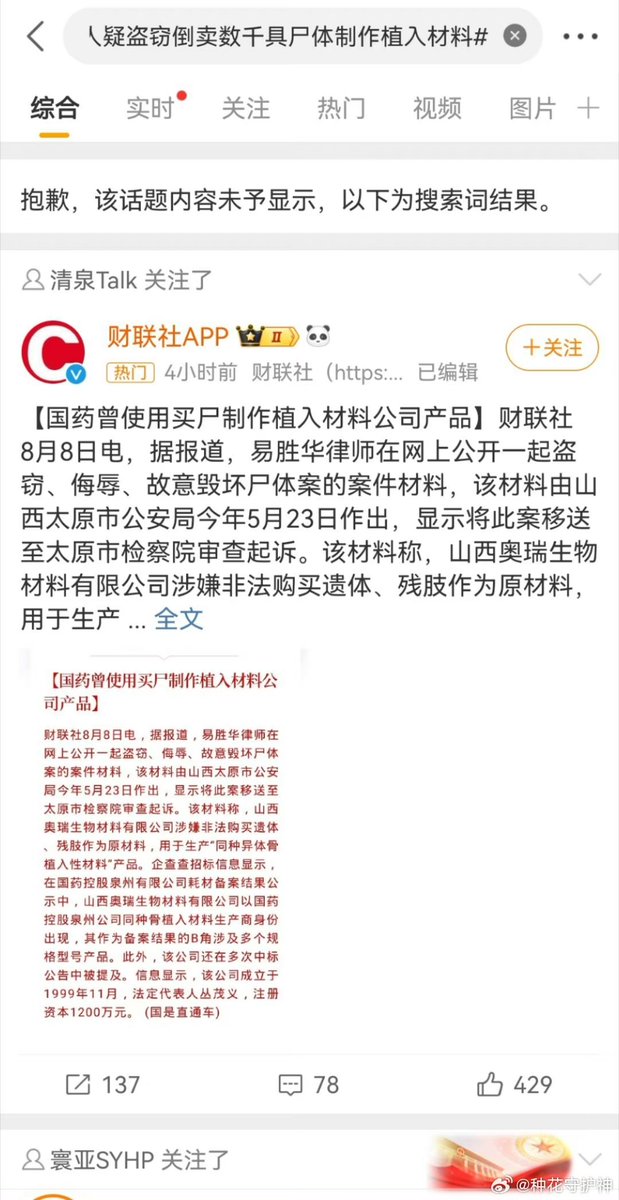 人疑盗窃倒卖数千具尸体制作植入材料#
综合 实时 关注 热门 视频 图片
抱歉，该话题内容未予显示，以下为搜索词结果。
清泉Talk 关注了
财联社APP II
+关注
热门 4小时前 财联社（https:... 已编辑
【国药曾使用买尸制作植入材料公司产品】财联社
8月8日电，据报道，易胜华律师在网上公开一起盗
窃、侮辱、故意毁坏尸体案的案件材料，该材料由山
西太原市公安局今年5月23日作出，显示将此案移送
至太原市检察院审查起诉。该材料称，山西奥瑞生物
材料有限公司涉嫌非法购买遗体、残肢作为原材料，
用于生产 ... 全文
【国药曾使用买尸制作植入材料公
司产品】
财联社8月8日电，据报道，易胜华律师在
网上公开一起盗窃、侮辱、故意毁坏尸体
案的案件材料，该材料由山西太原市公安
局今年5月23日作出，显示将此案移送至
太原市检察院审查起诉。该材料称，山西
奥瑞生物材料有限公司涉嫌非法购买遗体
、残肢作为原材料，用于生产“同种异体骨
植入性材料”产品。企查查招标信息显示，
在国药控股泉州有限公司耗材备案结果公
示中，山西奥瑞生物材料有限公司以国药
控股泉州公司同种骨植入材料生产商身份
出现，其作为备案结果的B角涉及多个规
格型号产品。此外，该公司还在多次中标
公告中被提及。信息显示，该公司成立于
1999年11月，法定代表人丛茂义，注册
资本1200万元。（国是直通车）
137 78 429
寰亚SYHP 关注了
@种花守护神